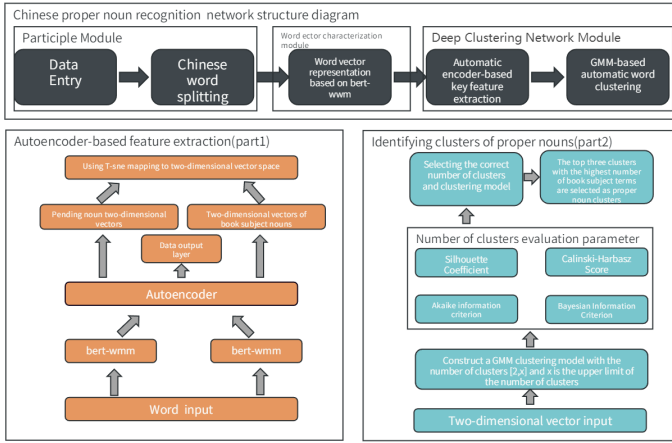 Chinese proper noun recognition network structure diagram
Participle Module
Data
Entry
Chinese
word
splitting
Word ector characterization
module
Word vector
representation
based on bert-
wwm
Deep Clustering Network Module
Automatic
encoder-based
key feature
extraction
GMM-based
automatic word
clustering
Autoencoder-based feature extraction(part1)
Using T-sne mapping to two-dimensional vector space
Pending noun two-dimensional
vectors
Two-dimensional vectors of
book subject nouns
Data output
layer
Autoencoder
bert-wmm
bert-wmm
Word input
Identifying clusters of proper nouns(part2)
Selecting the correct
number of clusters
and clustering model
The top three clusters
with the highest number
of book subject terms
are selected as proper
noun clusters
Number of clusters evaluation parameter
Silhouette
Coefficient
Calinski-Harbasz
Score
Akaike information
criterion
Bayesian Information
Criterion
Construct a GMM clustering model with the
number of clusters [2,x] and x is the upper limit of
the number of clusters
Two-dimensional vector input